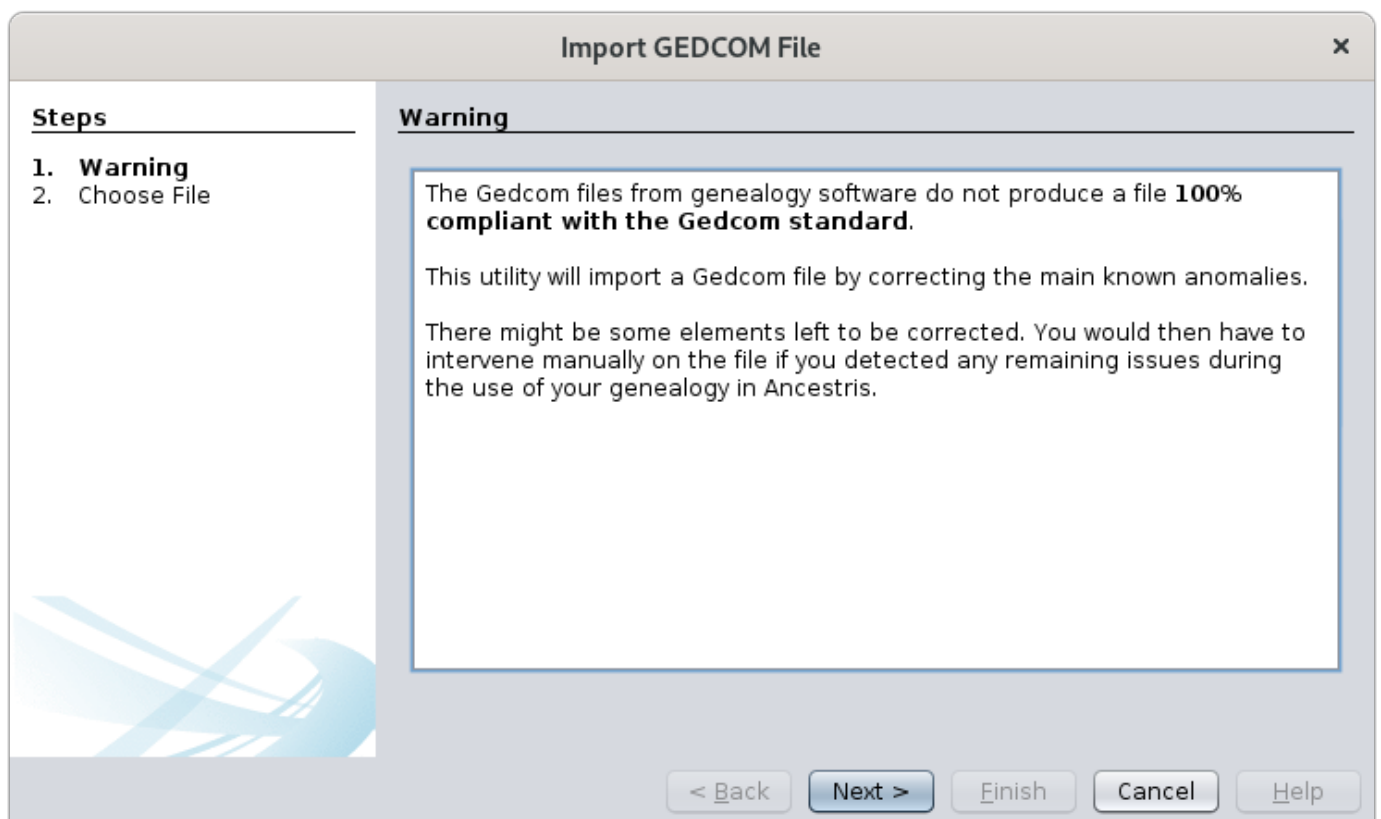 Import GEDCOM File
×
Steps
1. Warning
2. Choose File
Warning
The Gedcom files from genealogy software do not produce a file 100%
compliant with the Gedcom standard.
This utility will import a Gedcom file by correcting the main known anomalies.
There might be some elements left to be corrected. You would then have to
intervene manually on the file if you detected any remaining issues during
the use of your genealogy in Ancestris.
< Back Next > Finish Cancel Help